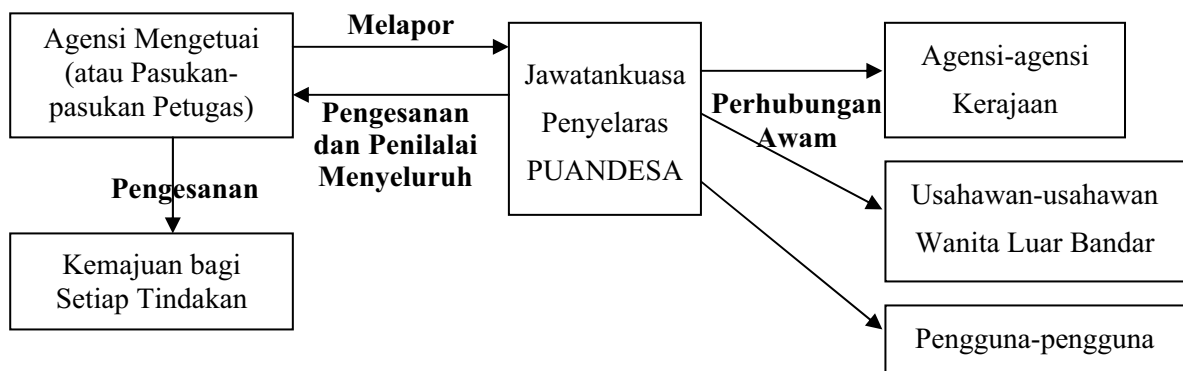 Agensi Mengetuai
(atau Pasukan-
pasukan Petugas)
Melapor
Pengesanan
dan Penilalai
Menyeluruh
Pengesanan
Kemajuan bagi
Setiap Tindakan
Jawatankuasa
Penyelaras
PUANDESA
Perhubungan
Awam
Agensi-agensi
Kerajaan
Usahawan-usahawan
Wanita Luar Bandar
Pengguna-pengguna